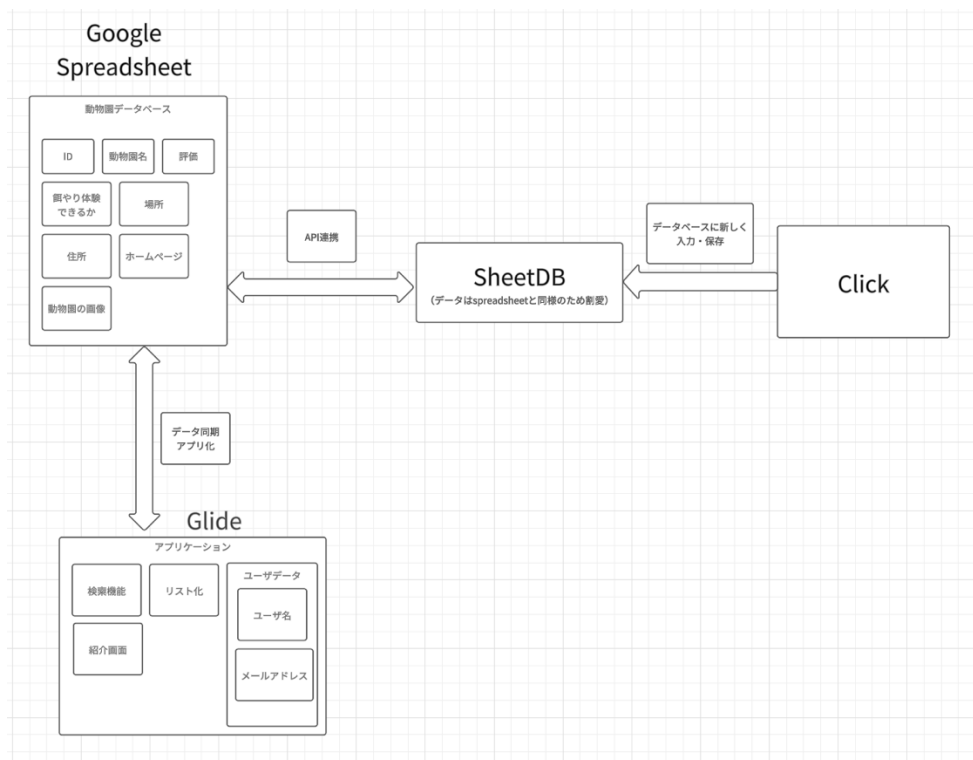 Google
Spreadsheet
動物園データベース
ID
動物園名
評価
餌やり体験
できるか
場所
住所
ホームページ
動物園の画像
API連携
SheetDB
（データはspreadsheetと同様のため割愛）
データベースに新しく
入力・保存
Click
データ同期
アプリ化
Glide
アプリケーション
検索機能
リスト化
紹介画面
ユーザデータ
ユーザ名
メールアドレス